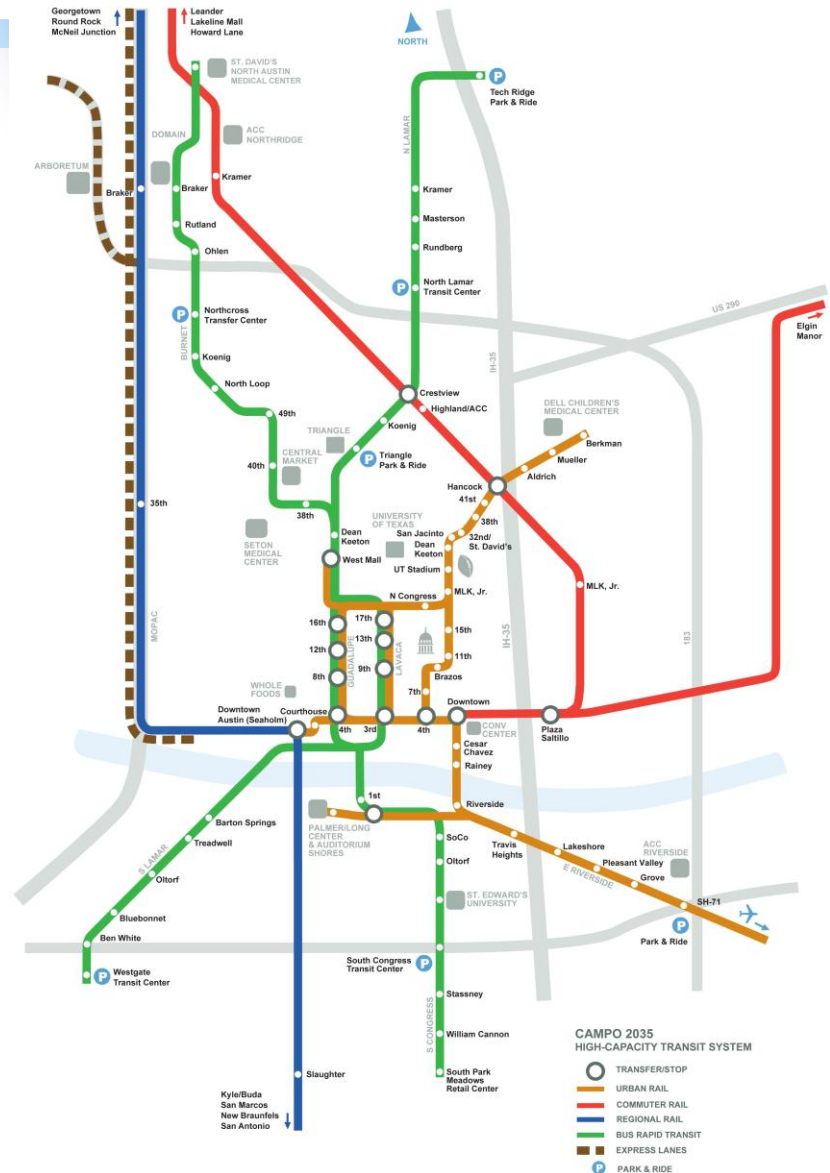 Georgetown
Round Rock
McNeil Junction
Leander
Lakeline Mall
Howard Lane
NORTH
ST. DAVID'S
NORTH AUSTIN
MEDICAL CENTER
P
Tech Ridge
Park & Ride
DOMAIN
ACC
NORTHRIDGE
N LAMAR
ARBORETUM
Kramer
Braker
Braker
Kramer
Rutland
Masterson
Ohlen
Rundberg
P
North Lamar
Transit Center
US 290
P
Northcross
Transfer Center
Elgin
Manor
BURNET
Koenig
IH-35
North Loop
Crestview
Highland/ACC
DELL CHILDREN'S
MEDICAL CENTER
49th
Koenig
TRIANGLE
Berkman
CENTRAL
MARKET
P
Triangle
Park & Ride
Mueller
40th
Aldrich
Hancock
35th
41st
38th
38th
SETON
MEDICAL
CENTER
UNIVERSITY
OF TEXAS
Dean
Keeton
San Jacinto
32nd/
St. David's
Dean
Keeton
West Mall
UT Stadium
MLK, Jr.
MLK, Jr.
N Congress
16th
17th
15th
MOPAC
12th
13th
11th
IH-35
183
GUADALUPE
LAVACA
8th
9th
Brazos
WHOLE
FOODS
7th
Downtown
Austin (Seaholm)
Courthouse
Downtown
4th
3rd
4th
CONV
CENTER
Plaza
Saltillo
Cesar
Chavez
Rainey
1st
Riverside
PALMER/LONG
CENTER
& AUDITORIUM
SHORES
Barton Springs
Treadwell
SoCo
Travis
Heights
Lakeshore
ACC
RIVERSIDE
S LAMAR
Oltorf
Oltorf
Pleasant Valley
E RIVERSIDE
Grove
ST. EDWARD'S
UNIVERSITY
SH-71
Bluebonnet
Ben White
P
Park & Ride
P
Westgate
Transit Center
South Congress
Transit Center
P
Stassney
S CONGRESS
William Cannon
Slaughter
South Park
Meadows
Retail Center
Kyle/Buda
San Marcos
New Braunfels
San Antonio
CAMPO 2035
HIGH-CAPACITY TRANSIT SYSTEM
TRANSFER/STOP
URBAN RAIL
COMMUTER RAIL
REGIONAL RAIL
BUS RAPID TRANSIT
EXPRESS LANES
P PARK & RIDE